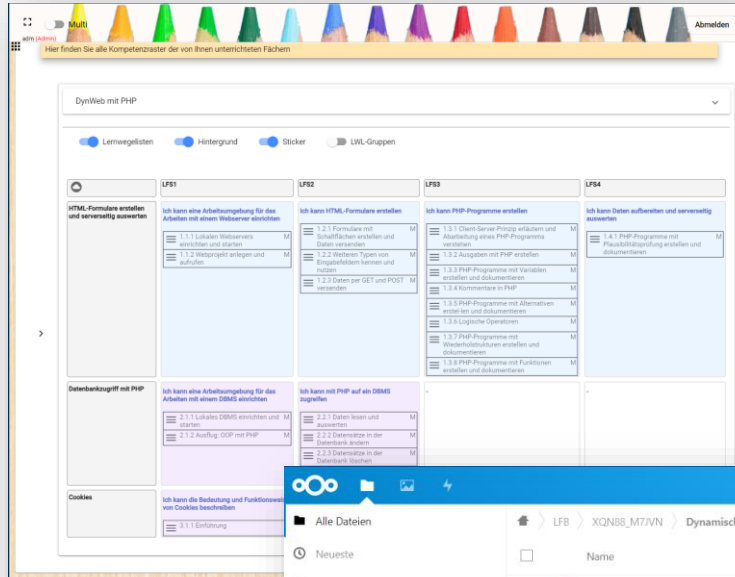 Multi
Abmelden
adm (Admin)
Hier finden Sie alle Kompetenzraster der von Ihnen unterrichteten Fächern
DynWeb mit PHP
Lernwegelisten
Hintergrund
Sticker
LWL-Gruppen
LFS1
LFS2
LFS3
LFS4
HTML-Formulare erstellen
und serverseitig auswerten
Ich kann eine Arbeitsumgebung für das
Arbeiten mit einem Webserver einrichten
1.1.1 Lokalen Webservers M
einrichten und starten
1.1.2 Webprojekt anlegen und M
aufrufen
Ich kann HTML-Formulare erstellen
1.2.1 Formulare mit M
Schaltflächen erstellen und
Daten versenden
1.2.2 Weiteren Typen von M
Eingabefeldern kennen und
nutzen
1.2.3 Daten per GET und POST M
versenden
Ich kann PHP-Programme erstellen
1.3.1 Client-Server-Prinzip erläutern und M
Abarbeitung eines PHP-Programms
verstehen
1.3.2 Ausgaben mit PHP erstellen M
1.3.3 PHP-Programme mit Variablen M
erstellen und dokumentieren
1.3.4 Kommentare in PHP M
1.3.5 PHP-Programme mit Alternativen M
erstel-len und dokumentieren
1.3.6 Logische Operatoren M
1.3.7 PHP-Programme mit M
Wiederholstrukturen erstellen und
dokumentieren
1.3.8 PHP-Programme mit Funktionen M
erstellen und dokumentieren
Ich kann Daten aufbereiten und serverseitig
auswerten
1.4.1 PHP-Programme mit M
Plausibilitätsprüfung erstellen und
dokumentieren
Datenbankzugriff mit PHP
Ich kann eine Arbeitsumgebung für das
Arbeiten mit einem DBMS einrichten
2.1.1 Lokales DBMS einrichten und M
starten
2.1.2 Ausflug: OOP mit PHP M
Ich kann mit PHP auf ein DBMS
zugreifen
2.2.1 Daten lesen und M
auswerten
2.2.2 Datensätze in der M
Datenbank ändern
2.2.3 Datensätze in der M
Datenbank löschen
-
-
Cookies
Ich kann die Bedeutung und Funktionswei
von Cookies beschreiben
3.1.1 Einführung M
Alle Dateien
LFB
XQN88_M7JVN
Dynamisch
Neueste
Name